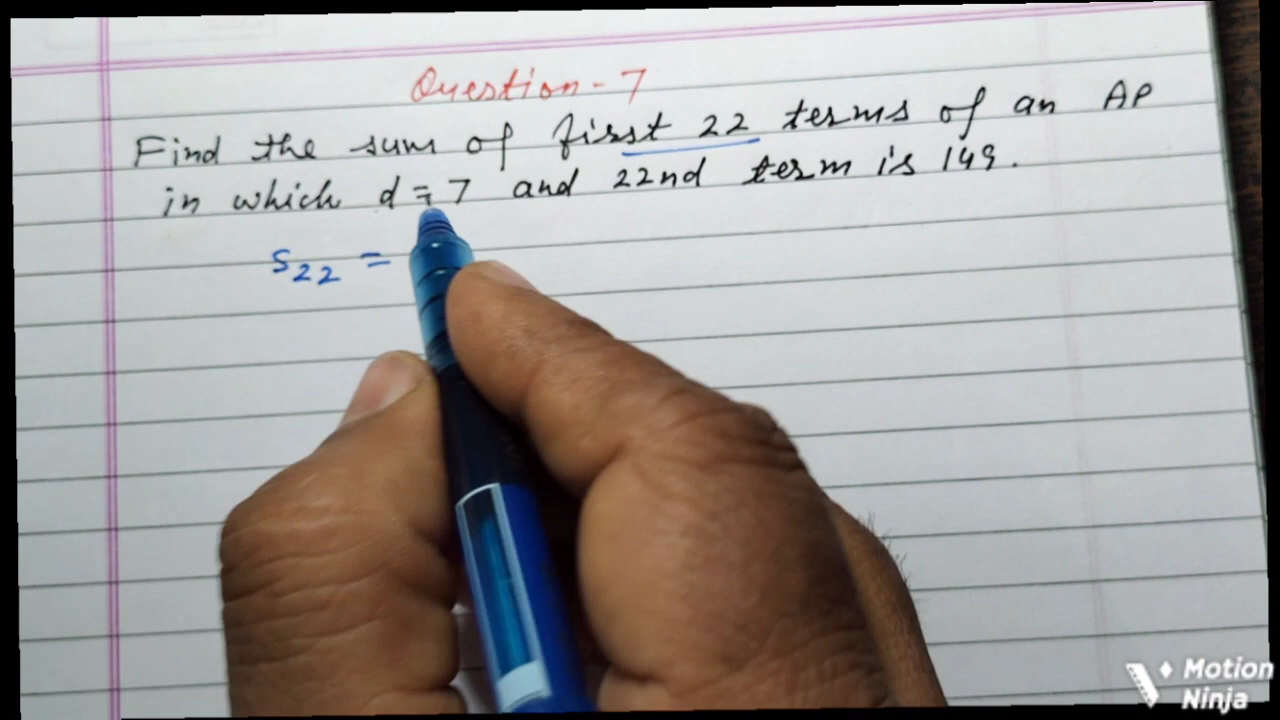 Question - 7
Find the sum of first 22 terms of an AP
in which d = 7 and 22nd term is 149.
S22 =
Motion
Ninja